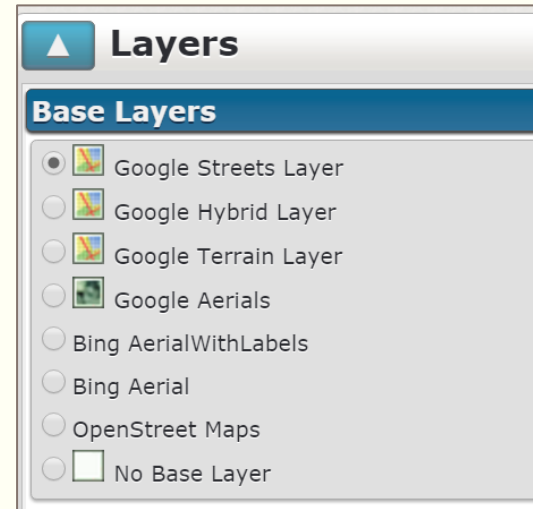 Layers
Base Layers
Google Streets Layer
Google Hybrid Layer
Google Terrain Layer
Google Aerials
Bing AerialWithLabels
Bing Aerial
OpenStreet Maps
No Base Layer